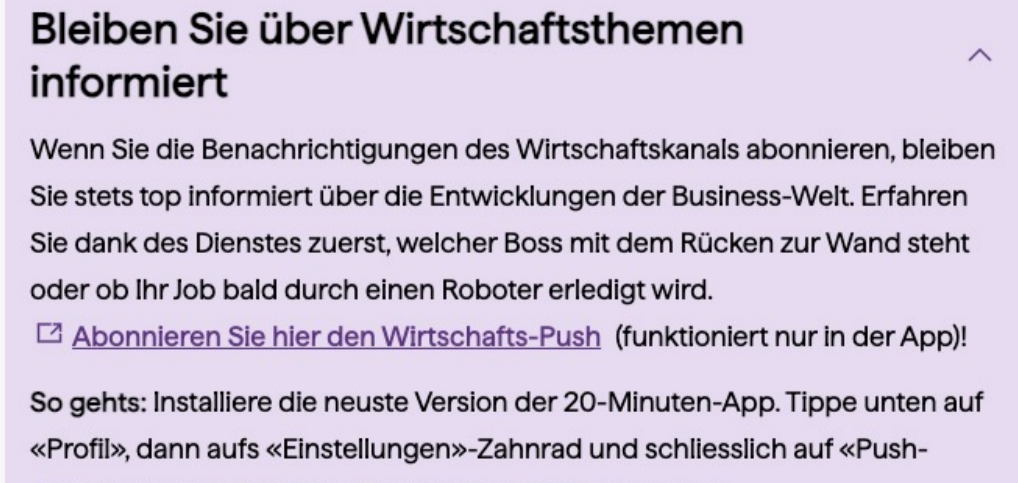 Bleiben Sie über Wirtschaftsthemen
informiert
Wenn Sie die Benachrichtigungen des Wirtschaftskanals abonnieren, bleiben
Sie stets top informiert über die Entwicklungen der Business-Welt. Erfahren
Sie dank des Dienstes zuerst, welcher Boss mit dem Rücken zur Wand steht
oder ob Ihr Job bald durch einen Roboter erledigt wird.
Abonnieren Sie hier den Wirtschafts-Push (funktioniert nur in der App)!
So gehts: Installiere die neuste Version der 20-Minuten-App. Tippe unten auf
«Profil», dann aufs «Einstellungen»-Zahnrad und schliesslich auf «Push-